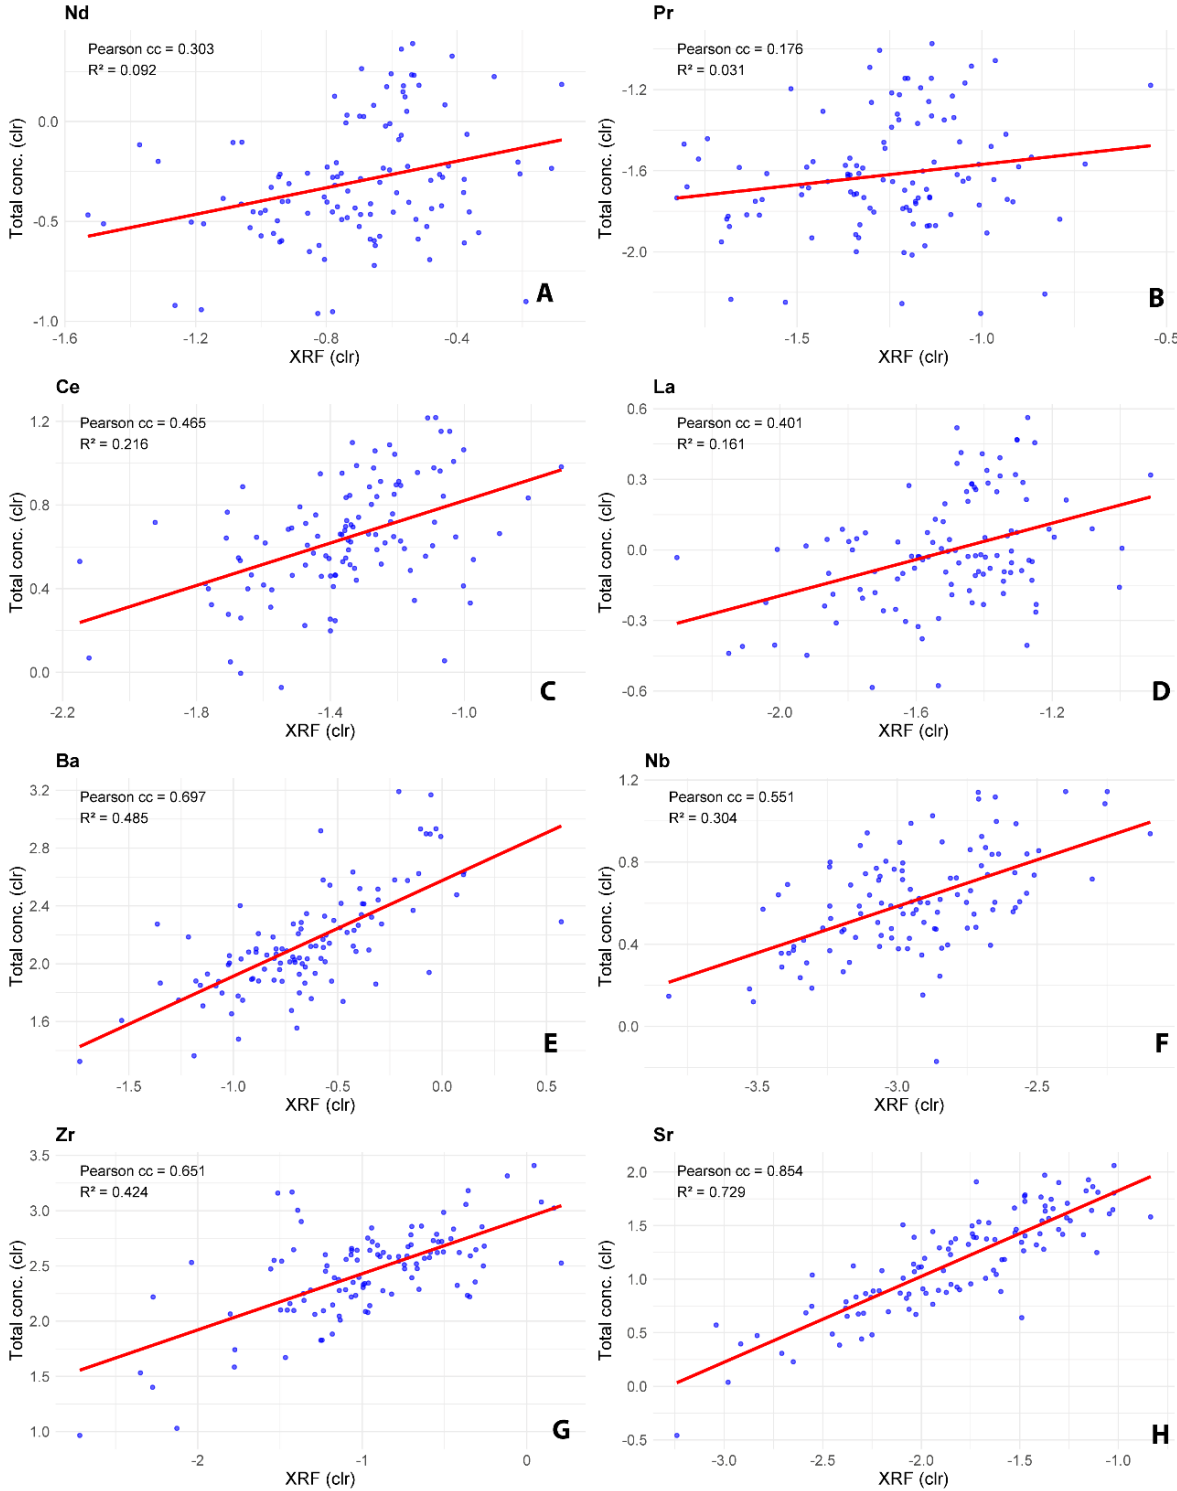 Nd
Pearson cc = 0.303
R² = 0.092
0.0
-0.5
-1.0
-1.6
-1.2
-0.8
-0.4
XRF (clr)
Total conc. (clr)
A
Pr
Pearson cc = 0.176
R² = 0.031
-1.2
-1.6
-2.0
-1.5
-1.0
-0.5
XRF (clr)
Total conc. (clr)
B
Ce
Pearson cc = 0.465
R² = 0.216
1.2
0.8
0.4
0.0
-2.2
-1.8
-1.4
-1.0
XRF (clr)
Total conc. (clr)
C
La
Pearson cc = 0.401
R² = 0.161
0.6
0.3
0.0
-0.3
-0.6
-2.0
-1.6
-1.2
XRF (clr)
Total conc. (clr)
D
Ba
Pearson cc = 0.697
R² = 0.485
3.2
2.8
2.4
2.0
1.6
-1.5
-1.0
-0.5
0.0
0.5
XRF (clr)
Total conc. (clr)
E
Nb
Pearson cc = 0.551
R² = 0.304
1.2
0.8
0.4
0.0
-3.5
-3.0
-2.5
XRF (clr)
Total conc. (clr)
F
Zr
Pearson cc = 0.651
R² = 0.424
3.5
3.0
2.5
2.0
1.5
1.0
-2
-1
0
XRF (clr)
Total conc. (clr)
G
Sr
Pearson cc = 0.854
R² = 0.729
2.0
1.5
1.0
0.5
0.0
-0.5
-3.0
-2.5
-2.0
-1.5
-1.0
XRF (clr)
Total conc. (clr)
H